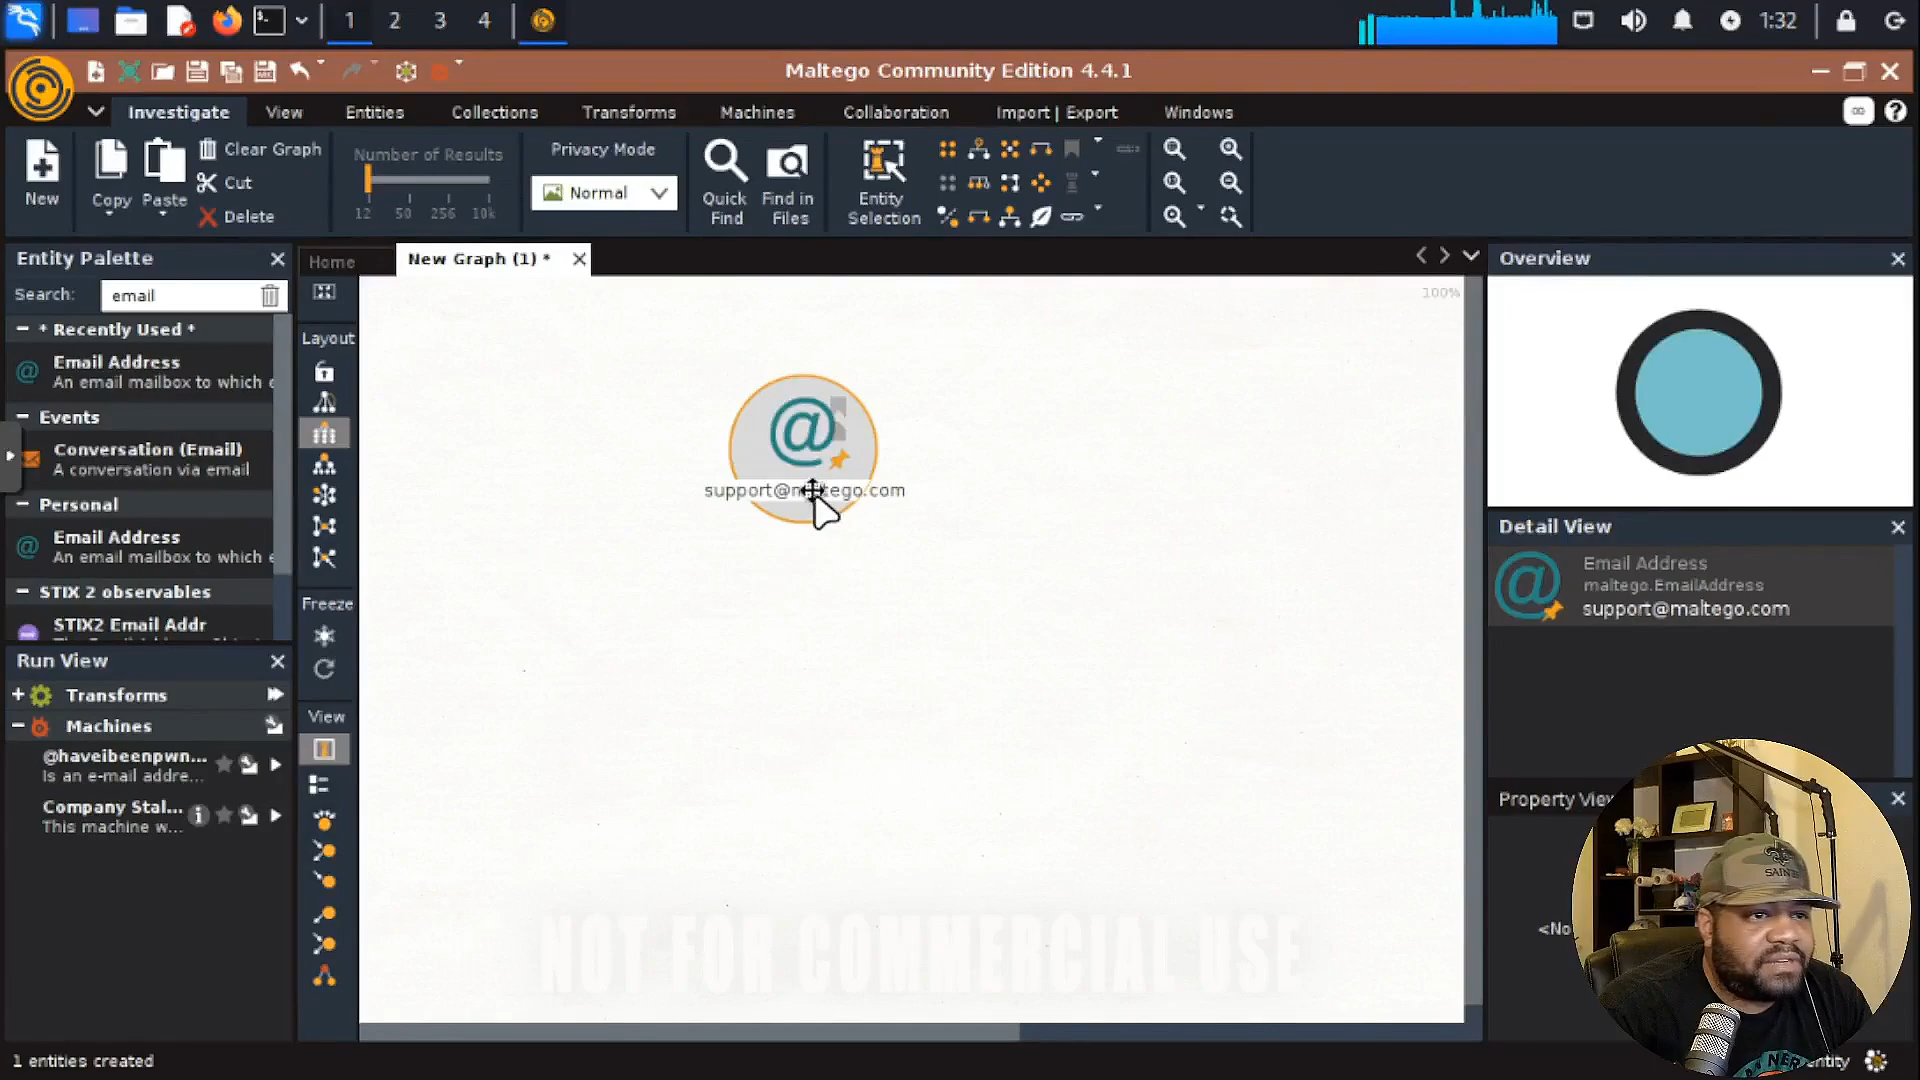 1 2 3 4 1:32
Maltego Community Edition 4.4.1
Investigate View Entities Collections Transforms Machines Collaboration Import | Export Windows
New
Copy
Paste
Clear Graph
Cut
Delete
Number of Results
12 50 256 10k
Privacy Mode
Normal
Quick
Find
Find in
Files
Entity
Selection
Entity Palette
Search: email
* Recently Used *
Email Address
An email mailbox to which e
Events
Conversation (Email)
A conversation via email
Personal
Email Address
An email mailbox to which e
STIX 2 observables
STIX2 Email Addr
Run View
Transforms
Machines
@haveibeenpwn...
Is an e-mail addre...
Company Stal...
This machine w...
1 entities created
Home
New Graph (1) *
Layout
Freeze
View
100%
support@maltego.com
NOT FOR COMMERCIAL USE
Overview
Detail View
Email Address
maltego.EmailAddress
support@maltego.com
Property View
<No
SAINTS
NER
entity